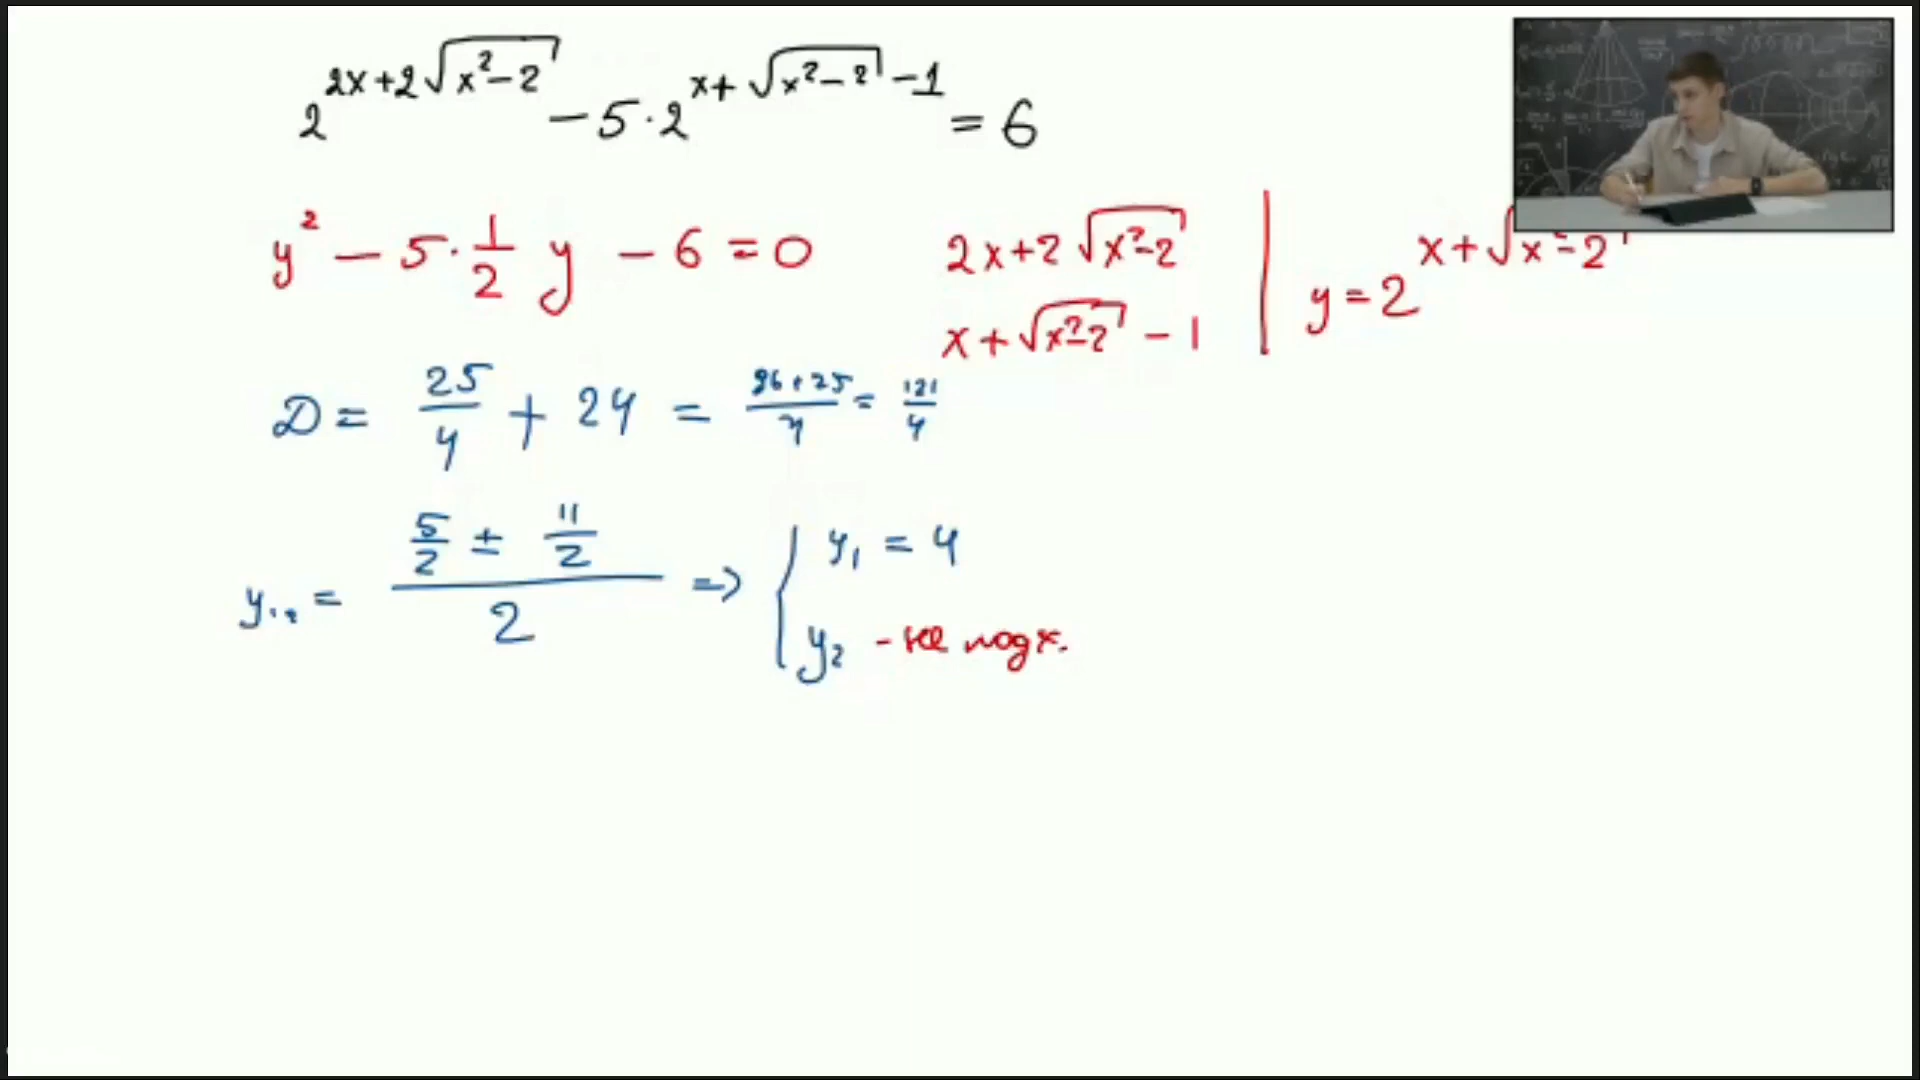 2^{2x+2√(x²-2)} - 5·2^{x+√(x²-2)-1} = 6
y² - 5·1/2 y - 6 = 0
2x+2√(x²-2)
x+√(x²-2) - 1
y = 2^{x+√(x²-2)}
D = 25/4 + 24 = (96+25)/4 = 121/4
y₁,₂ = (5/2 ± 11/2)/2 => { y₁ = 4
y₂ - не подх.